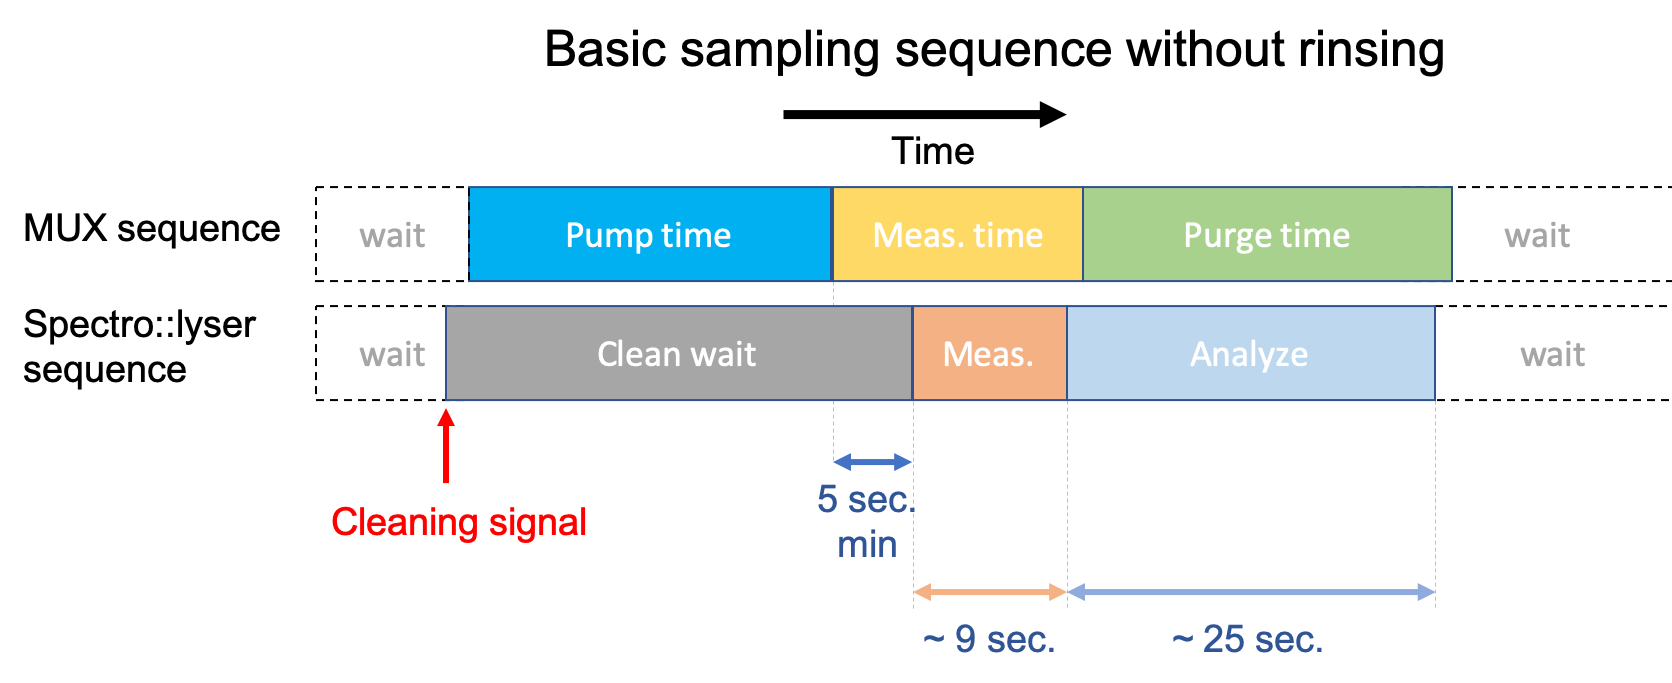 Basic sampling sequence without rinsing
Time
MUX sequence
wait
Pump time
Meas. time
Purge time
wait
Spectro::lyser
sequence
wait
Clean wait
Meas.
Analyze
wait
Cleaning signal
5 sec.
min
~ 9 sec.
~ 25 sec.